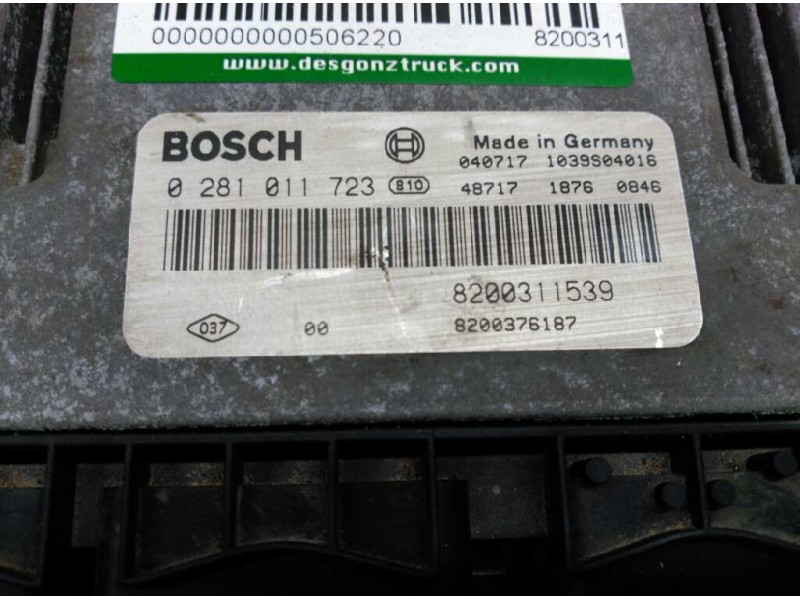 0000000000506220 8200311
www.desgonztruck.com
BOSCH Made in Germany
040717 1039S04016
0 281 011 723 810 48717 1876 0846
8200311539
037 00 8200376187